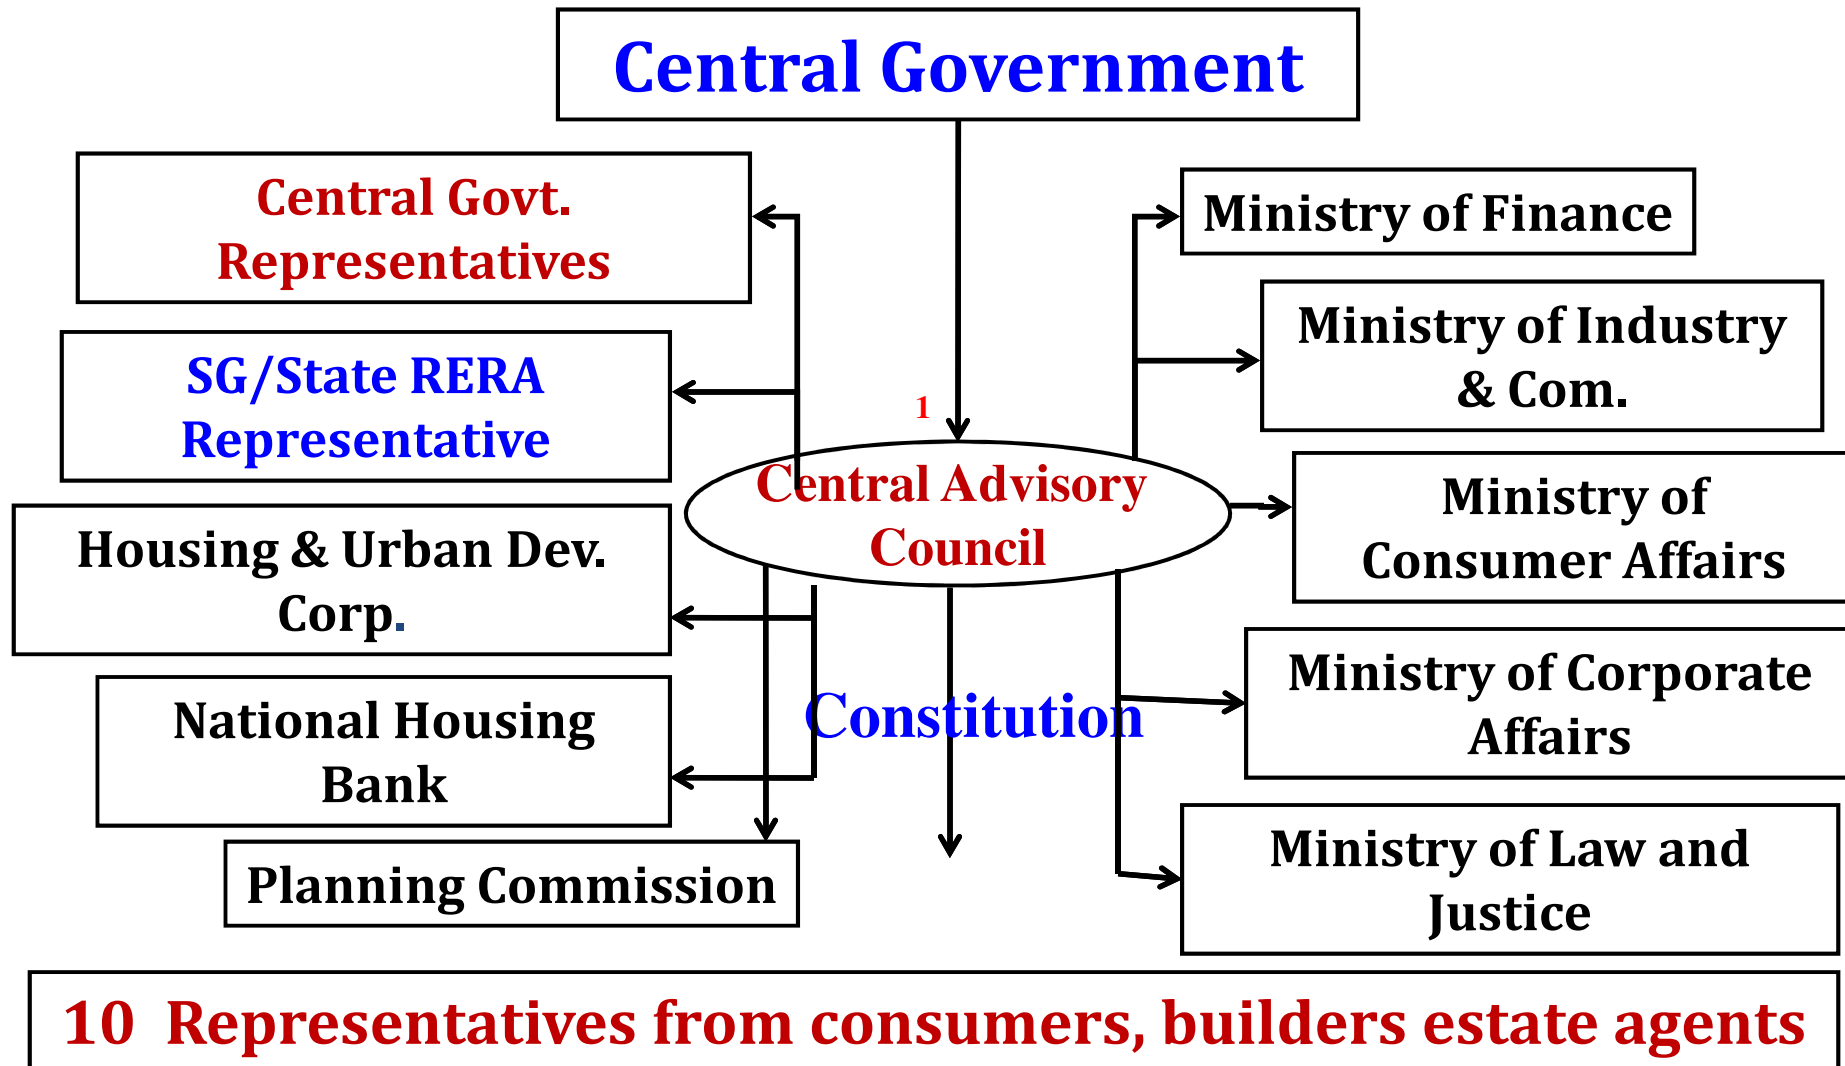 Central Government
Central Govt.
Representatives
SG/State RERA
Representative
Housing & Urban Dev.
Corp.
National Housing
Bank
Planning Commission
1
Central Advisory
Council
Constitution
Ministry of Finance
Ministry of Industry
& Com.
Ministry of
Consumer Affairs
Ministry of Corporate
Affairs
Ministry of Law and
Justice
10 Representatives from consumers, builders estate agents